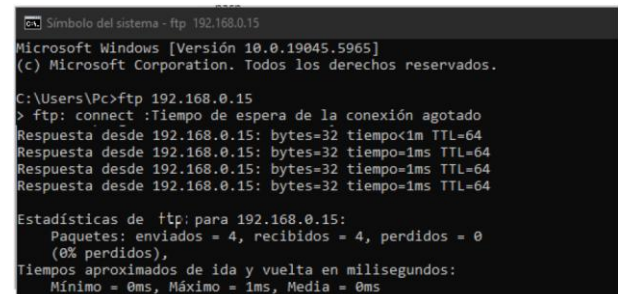 Símbolo del sistema - ftp 192.168.0.15
Microsoft Windows [Versión 10.0.19045.5965]
(c) Microsoft Corporation. Todos los derechos reservados.
C:\Users\Pc>ftp 192.168.0.15
> ftp: connect :Tiempo de espera de la conexión agotado
Respuesta desde 192.168.0.15: bytes=32 tiempo<1m TTL=64
Respuesta desde 192.168.0.15: bytes=32 tiempo=1ms TTL=64
Respuesta desde 192.168.0.15: bytes=32 tiempo=1ms TTL=64
Respuesta desde 192.168.0.15: bytes=32 tiempo=1ms TTL=64
Estadísticas de ftp: para 192.168.0.15:
Paquetes: enviados = 4, recibidos = 4, perdidos = 0
(0% perdidos),
Tiempos aproximados de ida y vuelta en milisegundos:
Mínimo = 0ms, Máximo = 1ms, Media = 0ms